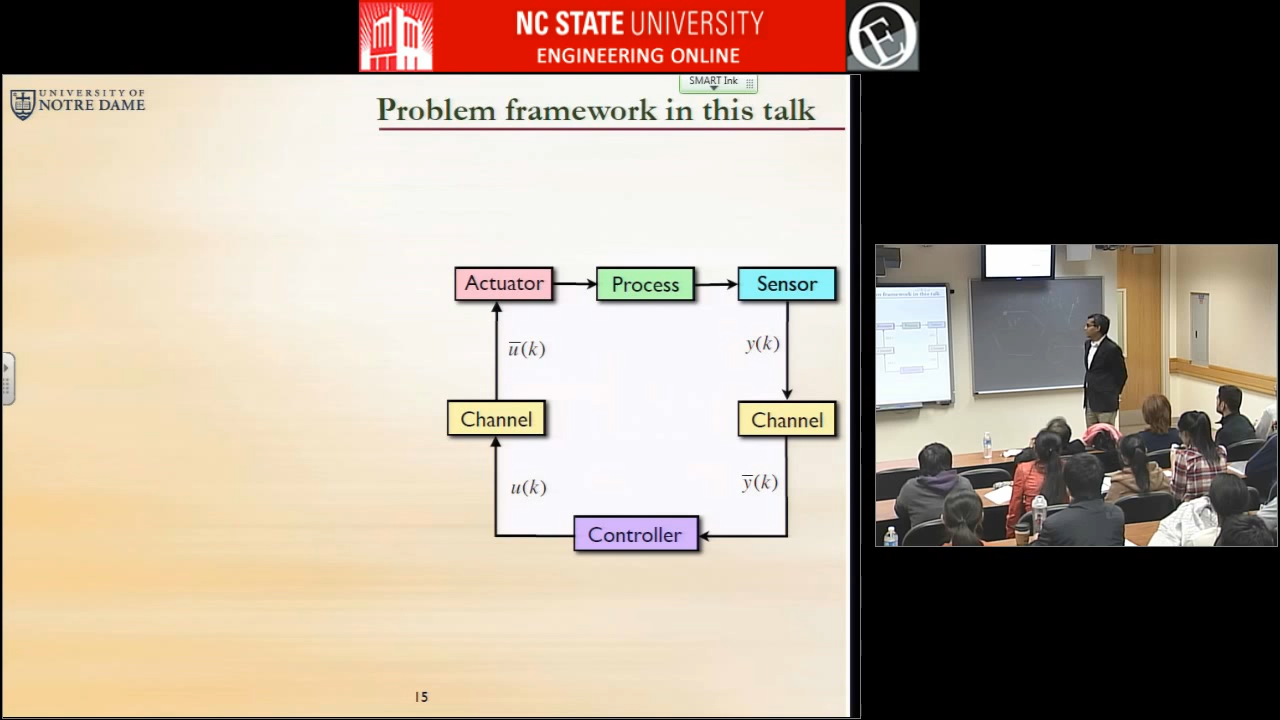 NC STATE UNIVERSITY
ENGINEERING ONLINE
SMART Ink
UNIVERSITY OF
NOTRE DAME
Problem framework in this talk
Actuator
Process
Sensor
u̅(k)
y(k)
Channel
Channel
u(k)
y̅(k)
Controller
15